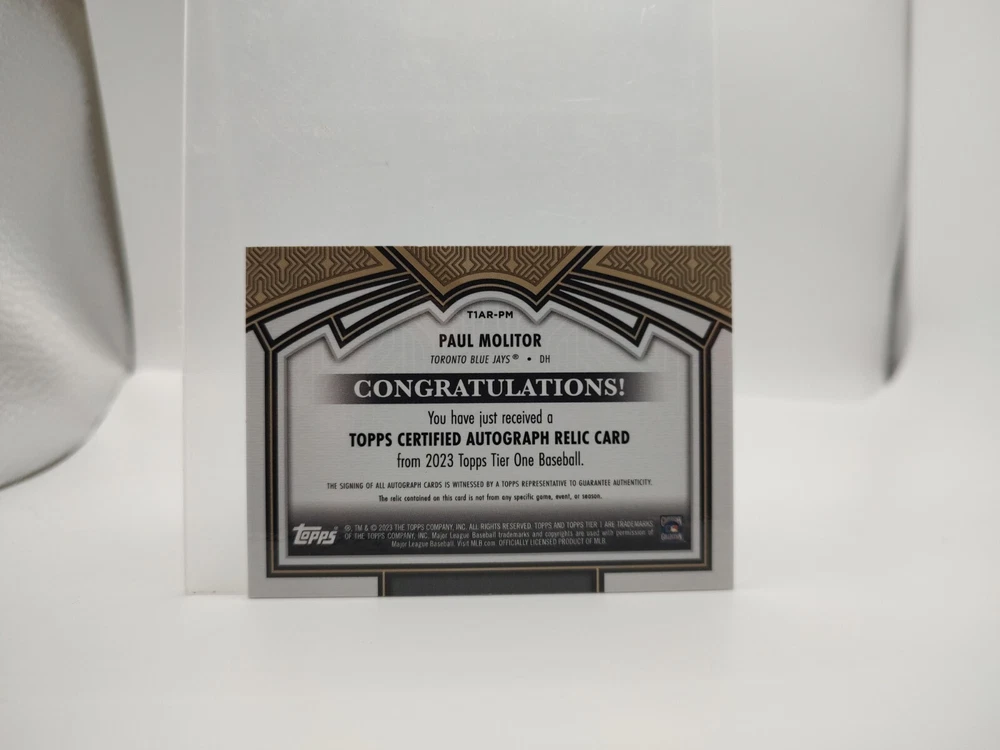 T1AR-PM
PAUL MOLITOR
TORONTO BLUE JAYS® • DH
CONGRATULATIONS!
You have just received a
TOPPS CERTIFIED AUTOGRAPH RELIC CARD
from 2023 Topps Tier One Baseball.
THE SIGNING OF ALL AUTOGRAPH CARDS IS WITNESSED BY A TOPPS REPRESENTATIVE TO GUARANTEE AUTHENTICITY.
The relic contained on this card is not from any specific game, event, or season.
Topps
®, TM & © 2023 THE TOPPS COMPANY, INC. ALL RIGHTS RESERVED. TOPPS AND TOPPS TIER 1 ARE TRADEMARKS
OF THE TOPPS COMPANY, INC. Major League Baseball trademarks and copyrights are used with permission of
Major League Baseball. Visit MLB.com. OFFICIALLY LICENSED PRODUCT OF MLB.